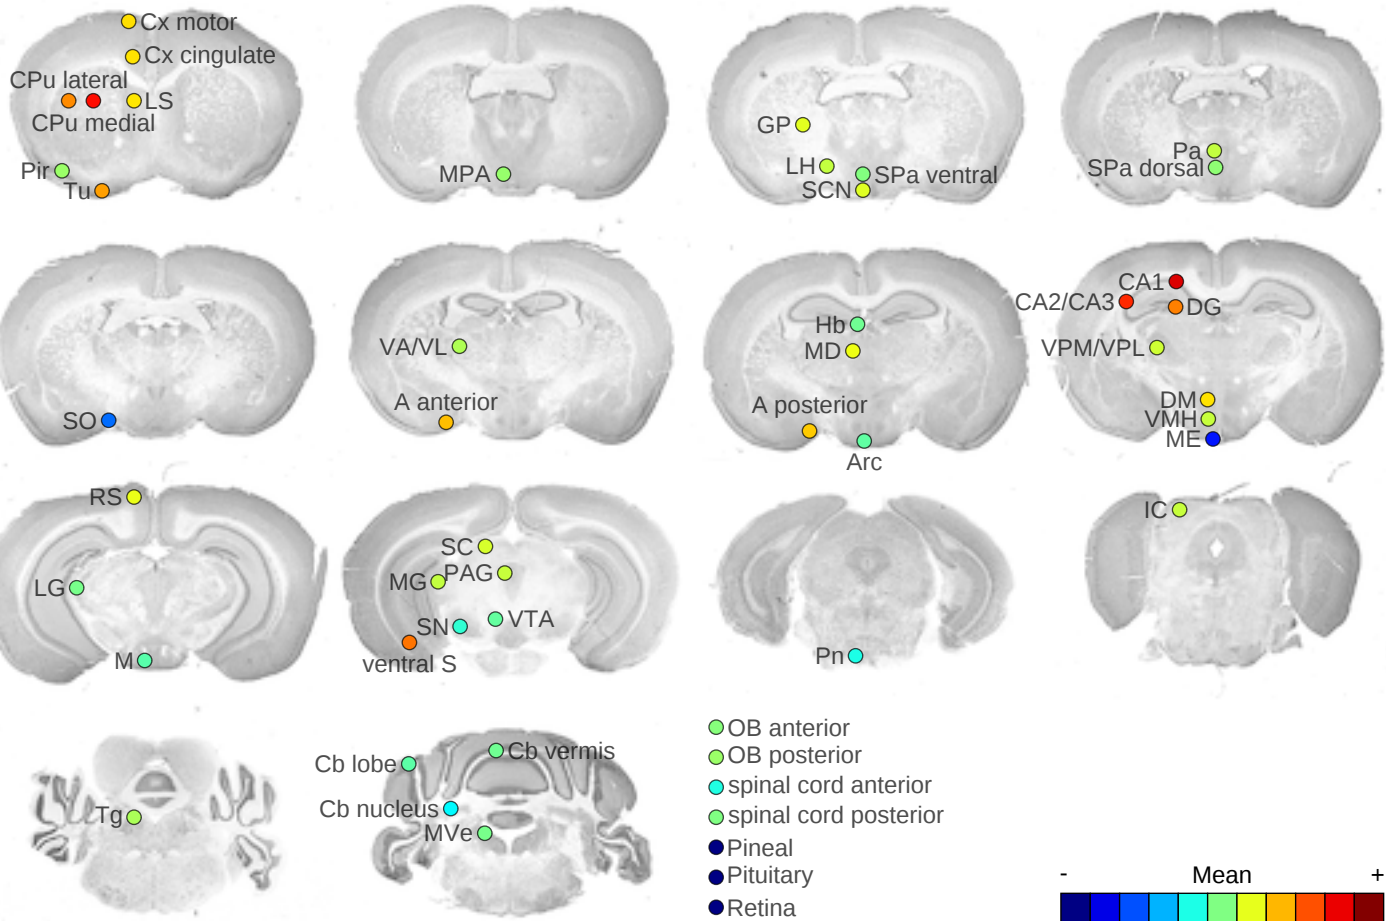 Cx motor
Cx cingulate
CPu lateral
LS
CPu medial
Pir
Tu
MPA
GP
LH
SPa ventral
SCN
Pa
SPa dorsal
SO
VA/VL
A anterior
Hb
MD
A posterior
Arc
CA1
CA2/CA3
DG
VPM/VPL
DM
VMH
ME
RS
LG
M
SC
MG
PAG
SN
VTA
ventral S
Pn
IC
Tg
Cb lobe
Cb vermis
Cb nucleus
MVe
OB anterior
OB posterior
spinal cord anterior
spinal cord posterior
Pineal
Pituitary
Retina
- Mean +